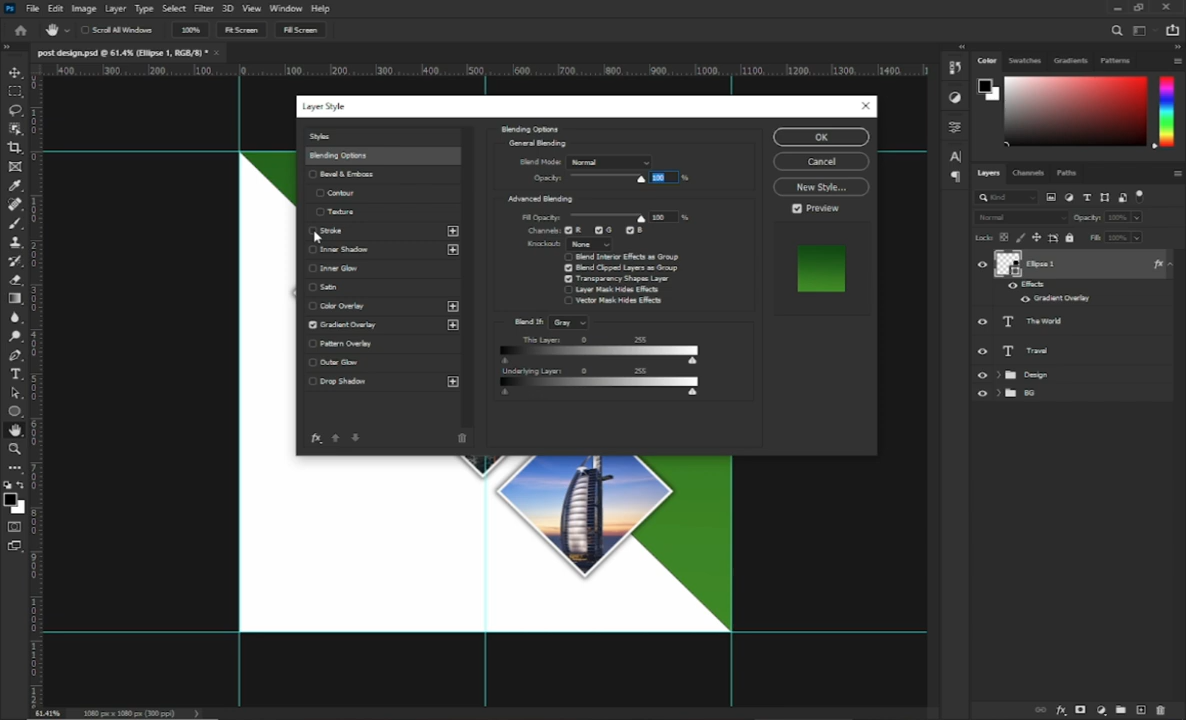 Ps File Edit Image Layer Type Select Filter 3D View Window Help
Scroll All Windows 100% Fit Screen Fill Screen
post design.psd @ 61.4% (Ellipse 1, RGB/8) * ×
Color Swatches Gradients Patterns
Layer Style
Styles
Blending Options
Bevel & Emboss
Contour
Texture
Stroke
Inner Shadow
Inner Glow
Satin
Color Overlay
Gradient Overlay
Pattern Overlay
Outer Glow
Drop Shadow
fx
Blending Options
General Blending
Blend Mode: Normal
Opacity: 100 %
Advanced Blending
Fill Opacity: 100 %
Channels: R G B
Knockout: None
Blend Interior Effects as Group
Blend Clipped Layers as Group
Transparency Shapes Layer
Layer Mask Hides Effects
Vector Mask Hides Effects
Blend If: Gray
This Layer: 0 255
Underlying Layer: 0 255
OK
Cancel
New Style...
Preview
Layers Channels Paths
Kind
Normal Opacity: 100%
Lock: Fill: 100%
Ellipse 1 fx
Effects
Gradient Overlay
T The World
T Travel
Design
BG
61.41% 1080 px x 1080 px (300 ppi)